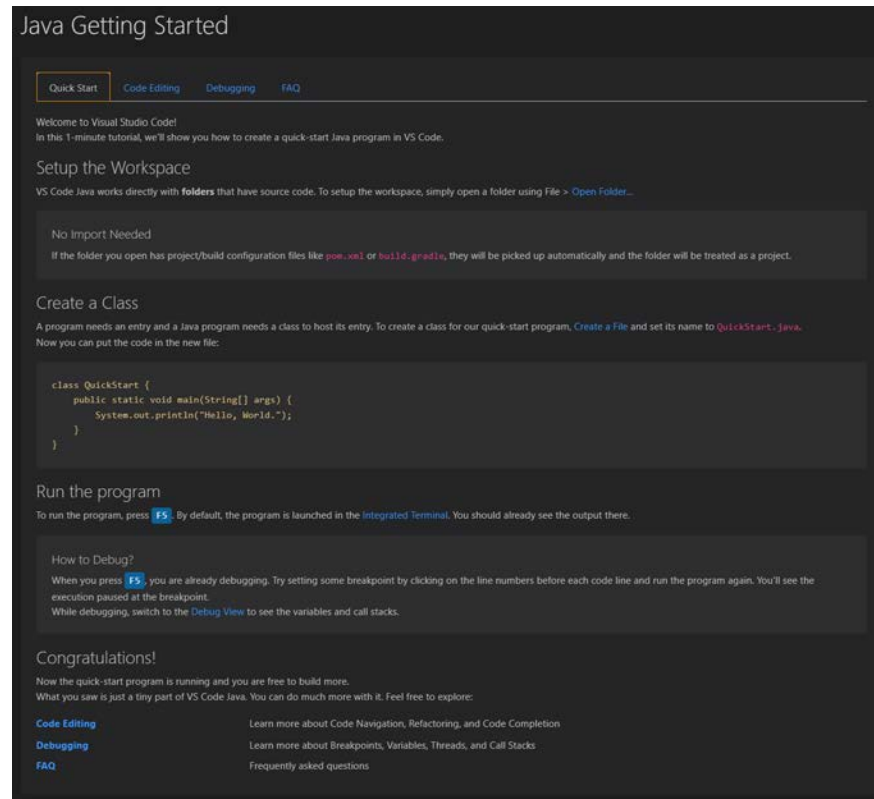 Java Getting Started
Quick Start Code Editing Debugging FAQ
Welcome to Visual Studio Code!
In this 1-minute tutorial, we'll show you how to create a quick-start Java program in VS Code.
Setup the Workspace
VS Code Java works directly with folders that have source code. To setup the workspace, simply open a folder using File > Open Folder...
No Import Needed
If the folder you open has project/build configuration files like pom.xml or build.gradle, they will be picked up automatically and the folder will be treated as a project.
Create a Class
A program needs an entry and a Java program needs a class to host its entry. To create a class for our quick-start program, Create a File and set its name to QuickStart.java.
Now you can put the code in the new file:
class QuickStart {
    public static void main(String[] args) {
        System.out.println("Hello, World.");
    }
}
Run the program
To run the program, press F5. By default, the program is launched in the Integrated Terminal. You should already see the output there.
How to Debug?
When you press F5, you are already debugging. Try setting some breakpoint by clicking on the line numbers before each code line and run the program again. You'll see the
execution paused at the breakpoint.
While debugging, switch to the Debug View to see the variables and call stacks.
Congratulations!
Now the quick-start program is running and you are free to build more.
What you saw is just a tiny part of VS Code Java. You can do much more with it. Feel free to explore:
Code Editing Learn more about Code Navigation, Refactoring, and Code Completion
Debugging Learn more about Breakpoints, Variables, Threads, and Call Stacks
FAQ Frequently asked questions